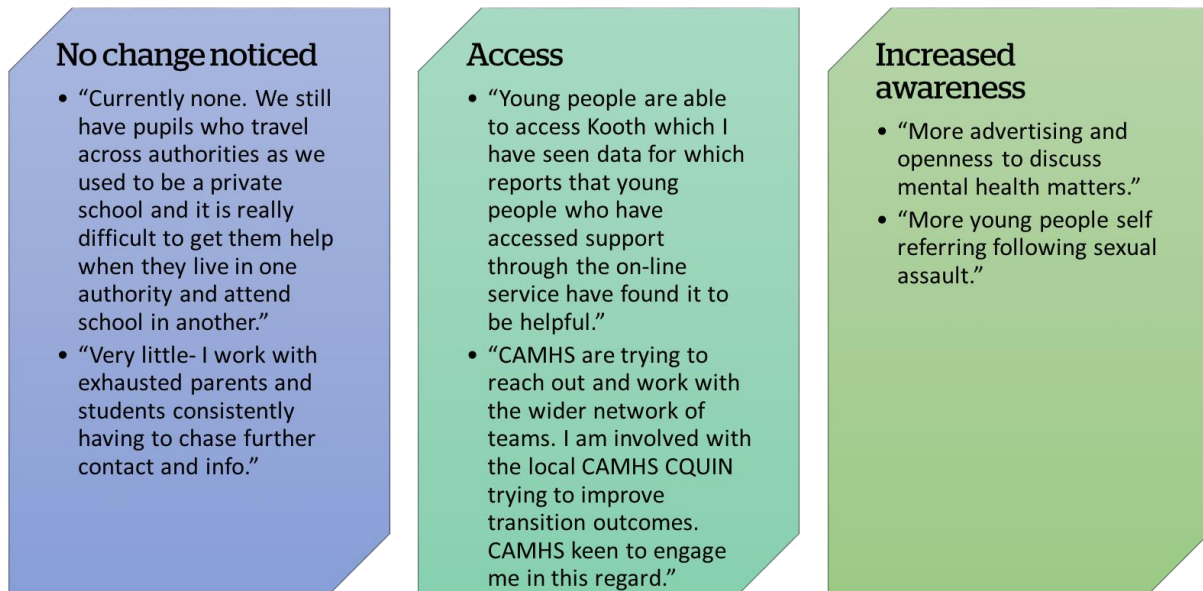 No change noticed
• “Currently none. We still
have pupils who travel
across authorities as we
used to be a private
school and it is really
difficult to get them help
when they live in one
authority and attend
school in another.”
• “Very little- I work with
exhausted parents and
students consistently
having to chase further
contact and info.”
Access
• “Young people are able
to access Kooth which I
have seen data for which
reports that young
people who have
accessed support
through the on-line
service have found it to
be helpful.”
• “CAMHS are trying to
reach out and work with
the wider network of
teams. I am involved with
the local CAMHS CQUIN
trying to improve
transition outcomes.
CAMHS keen to engage
me in this regard.”
Increased
awareness
• “More advertising and
openness to discuss
mental health matters.”
• “More young people self
referring following sexual
assault.”